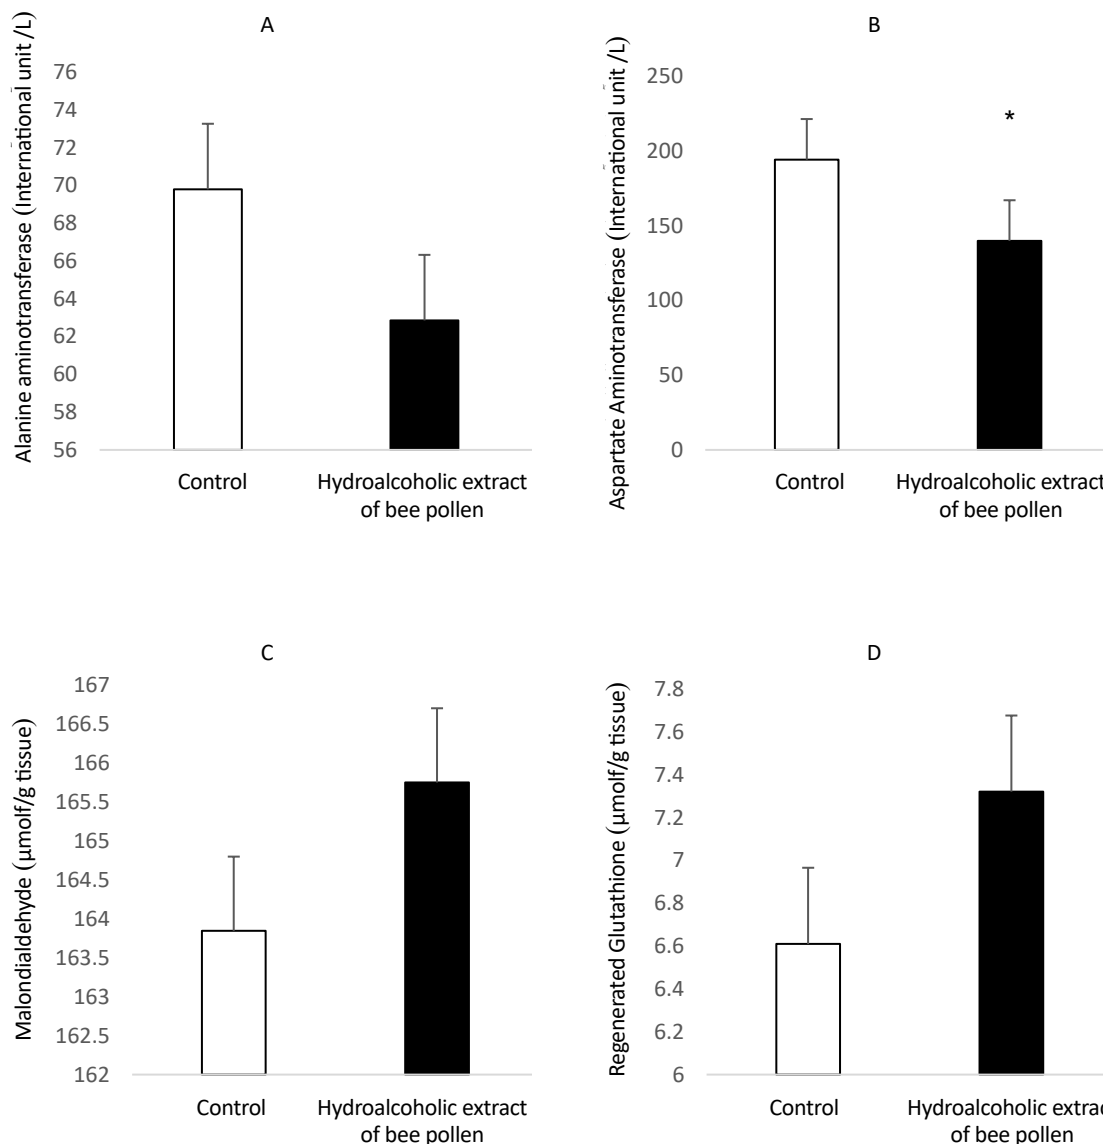 A
Alanine aminotransferase (International unit /L)
76
74
72
70
68
66
64
62
60
58
56
Control
Hydroalcoholic extract
of bee pollen
B
Aspartate Aminotransferase (International unit /L)
250
200
150
100
50
0
*
Control
Hydroalcoholic extract
of bee pollen
C
Malondialdehyde (µmolf/g tissue)
167
166.5
166
165.5
165
164.5
164
163.5
163
162.5
162
Control
Hydroalcoholic extract
of bee pollen
D
Regenerated Glutathione (µmolf/g tissue)
7.8
7.6
7.4
7.2
7
6.8
6.6
6.4
6.2
6
Control
Hydroalcoholic extrac
of bee pollen